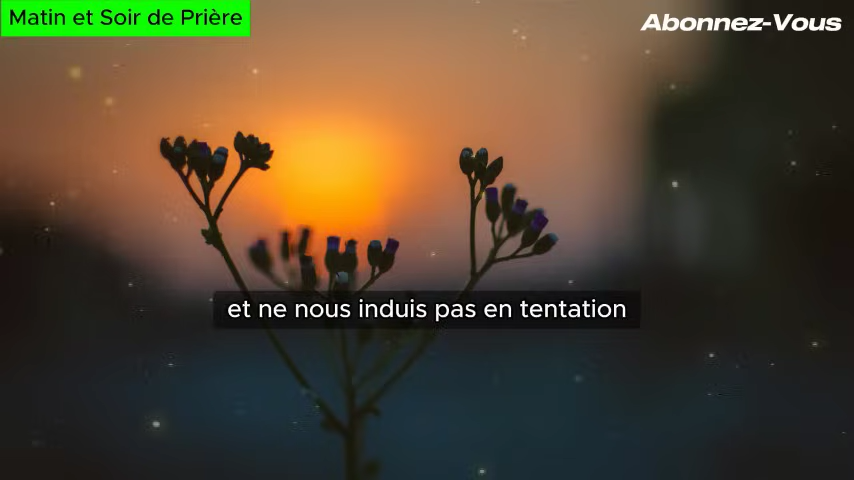 Matin et Soir de Prière
Abonnez-Vous
et ne nous induis pas en tentation